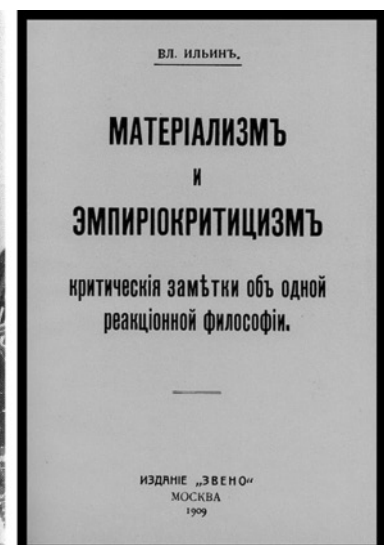 ВЛ. ИЛЬИНЪ.
МАТЕРІАЛИЗМЪ
И
ЭМПИРІОКРИТИЦИЗМЪ
критическія замѣтки объ одной
реакціонной философіи.
ИЗДАНІЕ „ЗВЕНО“
МОСКВА
1909